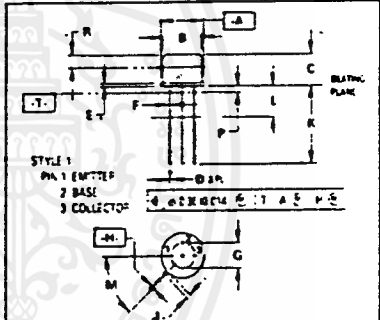 R
-A-
B
C
SEATING
PLANE
-T-
E
F
L
P
K
STYLE 1
PIN 1 EMITTER
2 BASE
3 COLLECTOR
D 3 PL
T A H
-H-
G
M
J